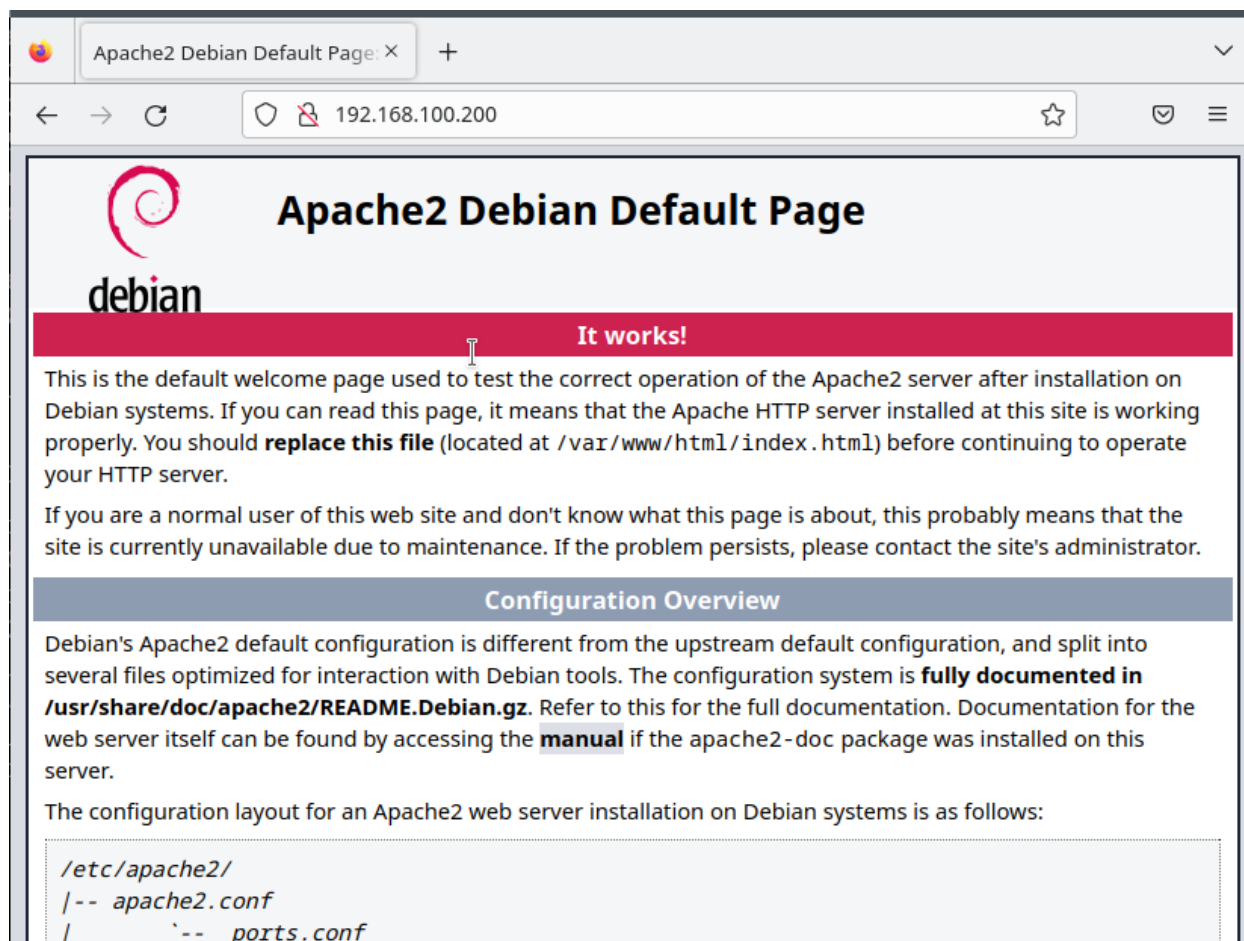 Apache2 Debian Default Page:
192.168.100.200
debian
Apache2 Debian Default Page
It works!
This is the default welcome page used to test the correct operation of the Apache2 server after installation on
Debian systems. If you can read this page, it means that the Apache HTTP server installed at this site is working
properly. You should replace this file (located at /var/www/html/index.html) before continuing to operate
your HTTP server.
If you are a normal user of this web site and don't know what this page is about, this probably means that the
site is currently unavailable due to maintenance. If the problem persists, please contact the site's administrator.
Configuration Overview
Debian's Apache2 default configuration is different from the upstream default configuration, and split into
several files optimized for interaction with Debian tools. The configuration system is fully documented in
/usr/share/doc/apache2/README.Debian.gz. Refer to this for the full documentation. Documentation for the
web server itself can be found by accessing the manual if the apache2-doc package was installed on this
server.
The configuration layout for an Apache2 web server installation on Debian systems is as follows:
/etc/apache2/
|-- apache2.conf
|       `--  ports.conf